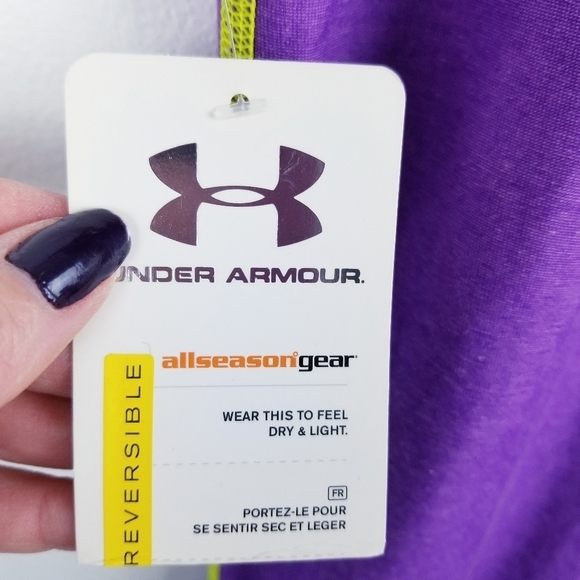 UNDER ARMOUR.
allseasongear
REVERSIBLE
WEAR THIS TO FEEL
DRY & LIGHT.
FR
PORTEZ-LE POUR
SE SENTIR SEC ET LEGER